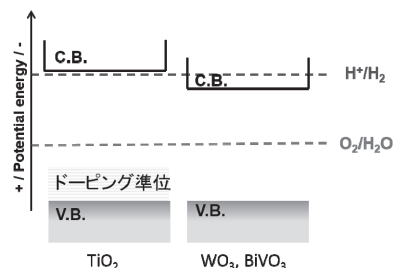 + / Potential energy / -
C.B.
C.B.
H⁺/H₂
O₂/H₂O
ドーピング準位
V.B.
V.B.
TiO₂
WO₃, BiVO₃